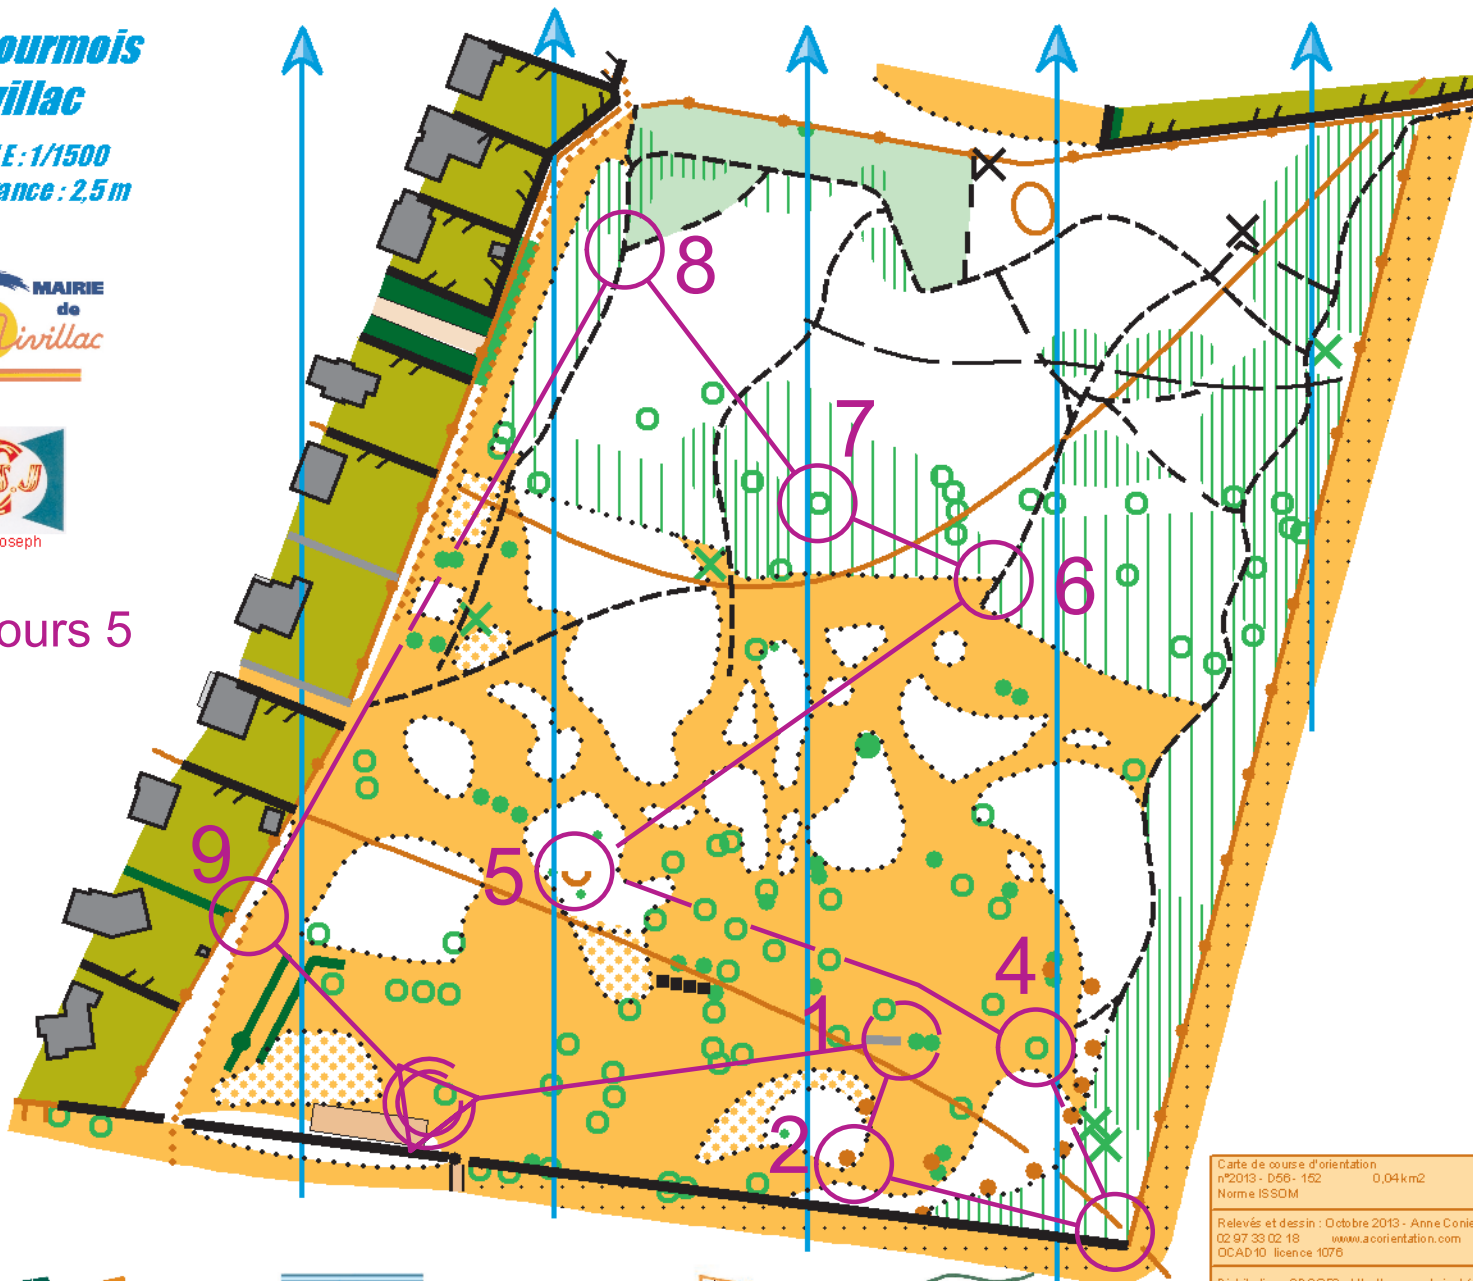 ourmois
villac
LE : 1/1500
ance : 2,5 m
MAIRIE
de
Nivillac
S.J
oseph
ours 5
8
7
6
9
5
4
1
2
Carte de course d'orientation
n°2013 - D56 - 152 0,04 km2
Norme ISSOM
Relevés et dessin : Octobre 2013 - Anne Conie
02 97 33 02 18 www.acorientation.com
OCAD10 licence 1076